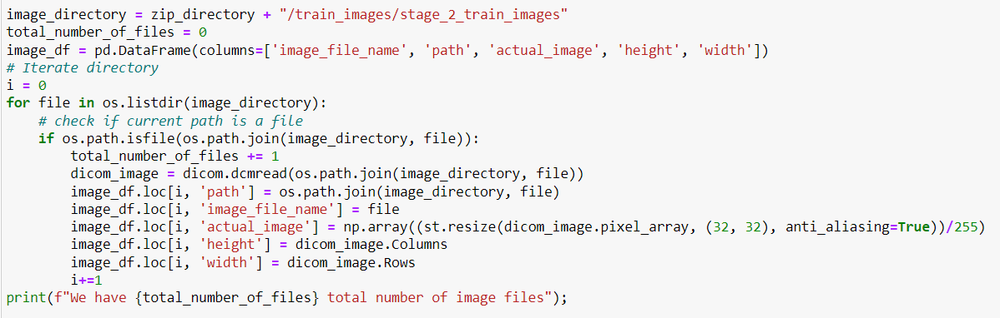 image_directory = zip_directory + "/train_images/stage_2_train_images"
total_number_of_files = 0
image_df = pd.DataFrame(columns=['image_file_name', 'path', 'actual_image', 'height', 'width'])
# Iterate directory
i = 0
for file in os.listdir(image_directory):
    # check if current path is a file
    if os.path.isfile(os.path.join(image_directory, file)):
        total_number_of_files += 1
        dicom_image = dicom.dcmread(os.path.join(image_directory, file))
        image_df.loc[i, 'path'] = os.path.join(image_directory, file)
        image_df.loc[i, 'image_file_name'] = file
        image_df.loc[i, 'actual_image'] = np.array((st.resize(dicom_image.pixel_array, (32, 32), anti_aliasing=True))/255)
        image_df.loc[i, 'height'] = dicom_image.Columns
        image_df.loc[i, 'width'] = dicom_image.Rows
        i+=1
print(f"We have {total_number_of_files} total number of image files");